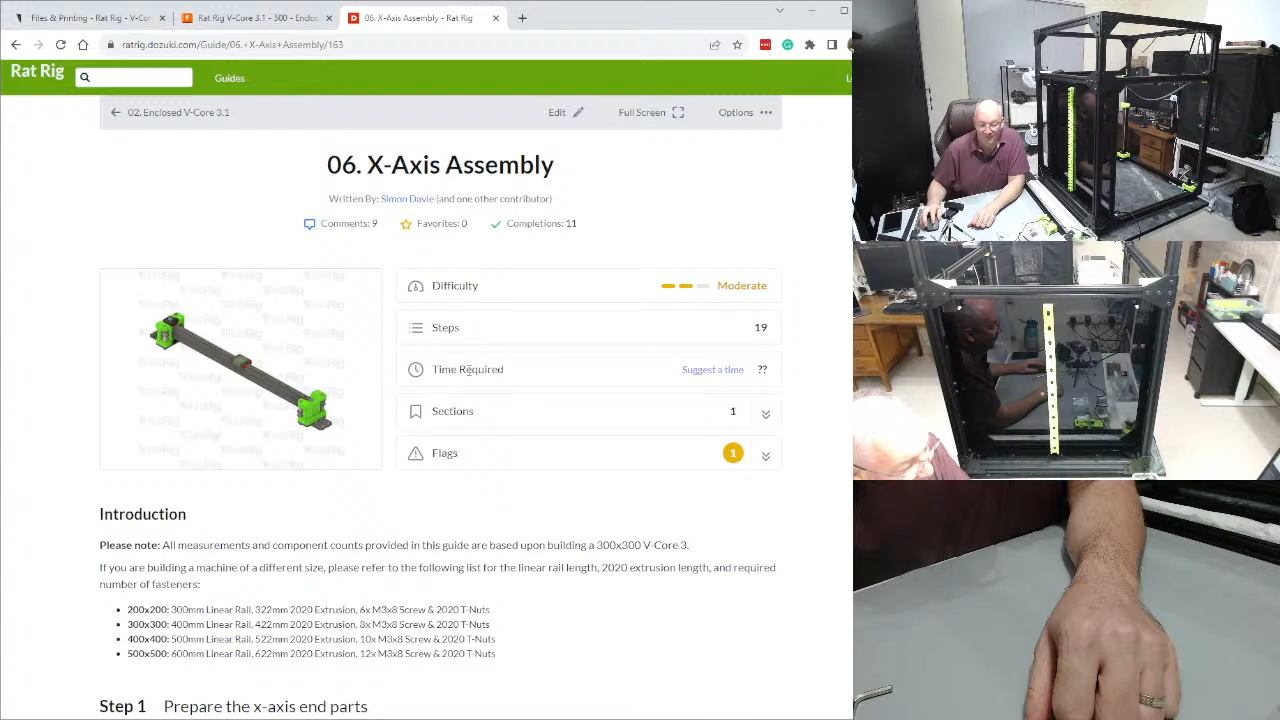 Files & Printing - Rat Rig - V-Co
Rat Rig V-Core 3.1 - 500 - Endos
06. X-Axis Assembly - Rat Rig
ratrig.dozuki.com/Guide/06.+X-Axis+Assembly/163
Rat Rig
Guides
02. Enclosed V-Core 3.1
Edit
Full Screen
Options
06. X-Axis Assembly
Written By: Simon Davie (and one other contributor)
Comments: 9
Favorites: 0
Completions: 11
Difficulty
Moderate
Steps
19
Time Required
Suggest a time
??
Sections
1
Flags
1
Introduction
Please note: All measurements and component counts provided in this guide are based upon building a 300x300 V-Core 3.
If you are building a machine of a different size, please refer to the following list for the linear rail length, 2020 extrusion length, and required
number of fasteners:
• 200x200: 300mm Linear Rail, 322mm 2020 Extrusion, 6x M3x8 Screw & 2020 T-Nuts
• 300x300: 400mm Linear Rail, 422mm 2020 Extrusion, 8x M3x8 Screw & 2020 T-Nuts
• 400x400: 500mm Linear Rail, 522mm 2020 Extrusion, 10x M3x8 Screw & 2020 T-Nuts
• 500x500: 600mm Linear Rail, 622mm 2020 Extrusion, 12x M3x8 Screw & 2020 T-Nuts
Step 1 Prepare the x-axis end parts